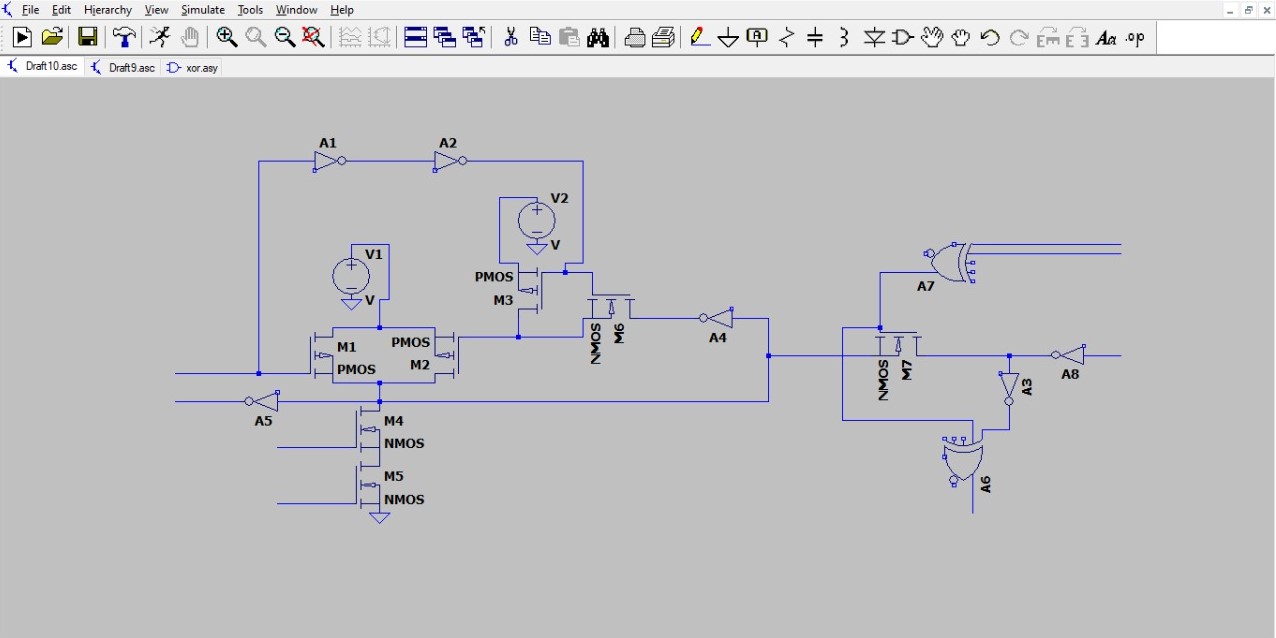 File Edit Hierarchy View Simulate Tools Window Help
Aa .op
Draft10.asc Draft9.asc xor.asy
A1 A2
V2
V
V1
V
PMOS
M3
A7
M1
PMOS
PMOS
M2
NMOS
M6
A4
NMOS
M7
A8
A3
A5
M4
NMOS
M5
NMOS
A6